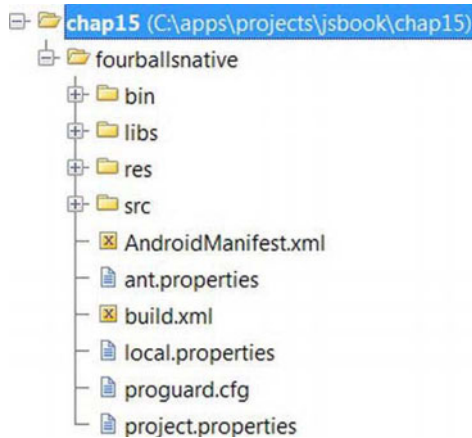 chap15 (C:\apps\projects\jsbook\chap15)
fourballsnative
bin
libs
res
src
AndroidManifest.xml
ant.properties
build.xml
local.properties
proguard.cfg
project.properties